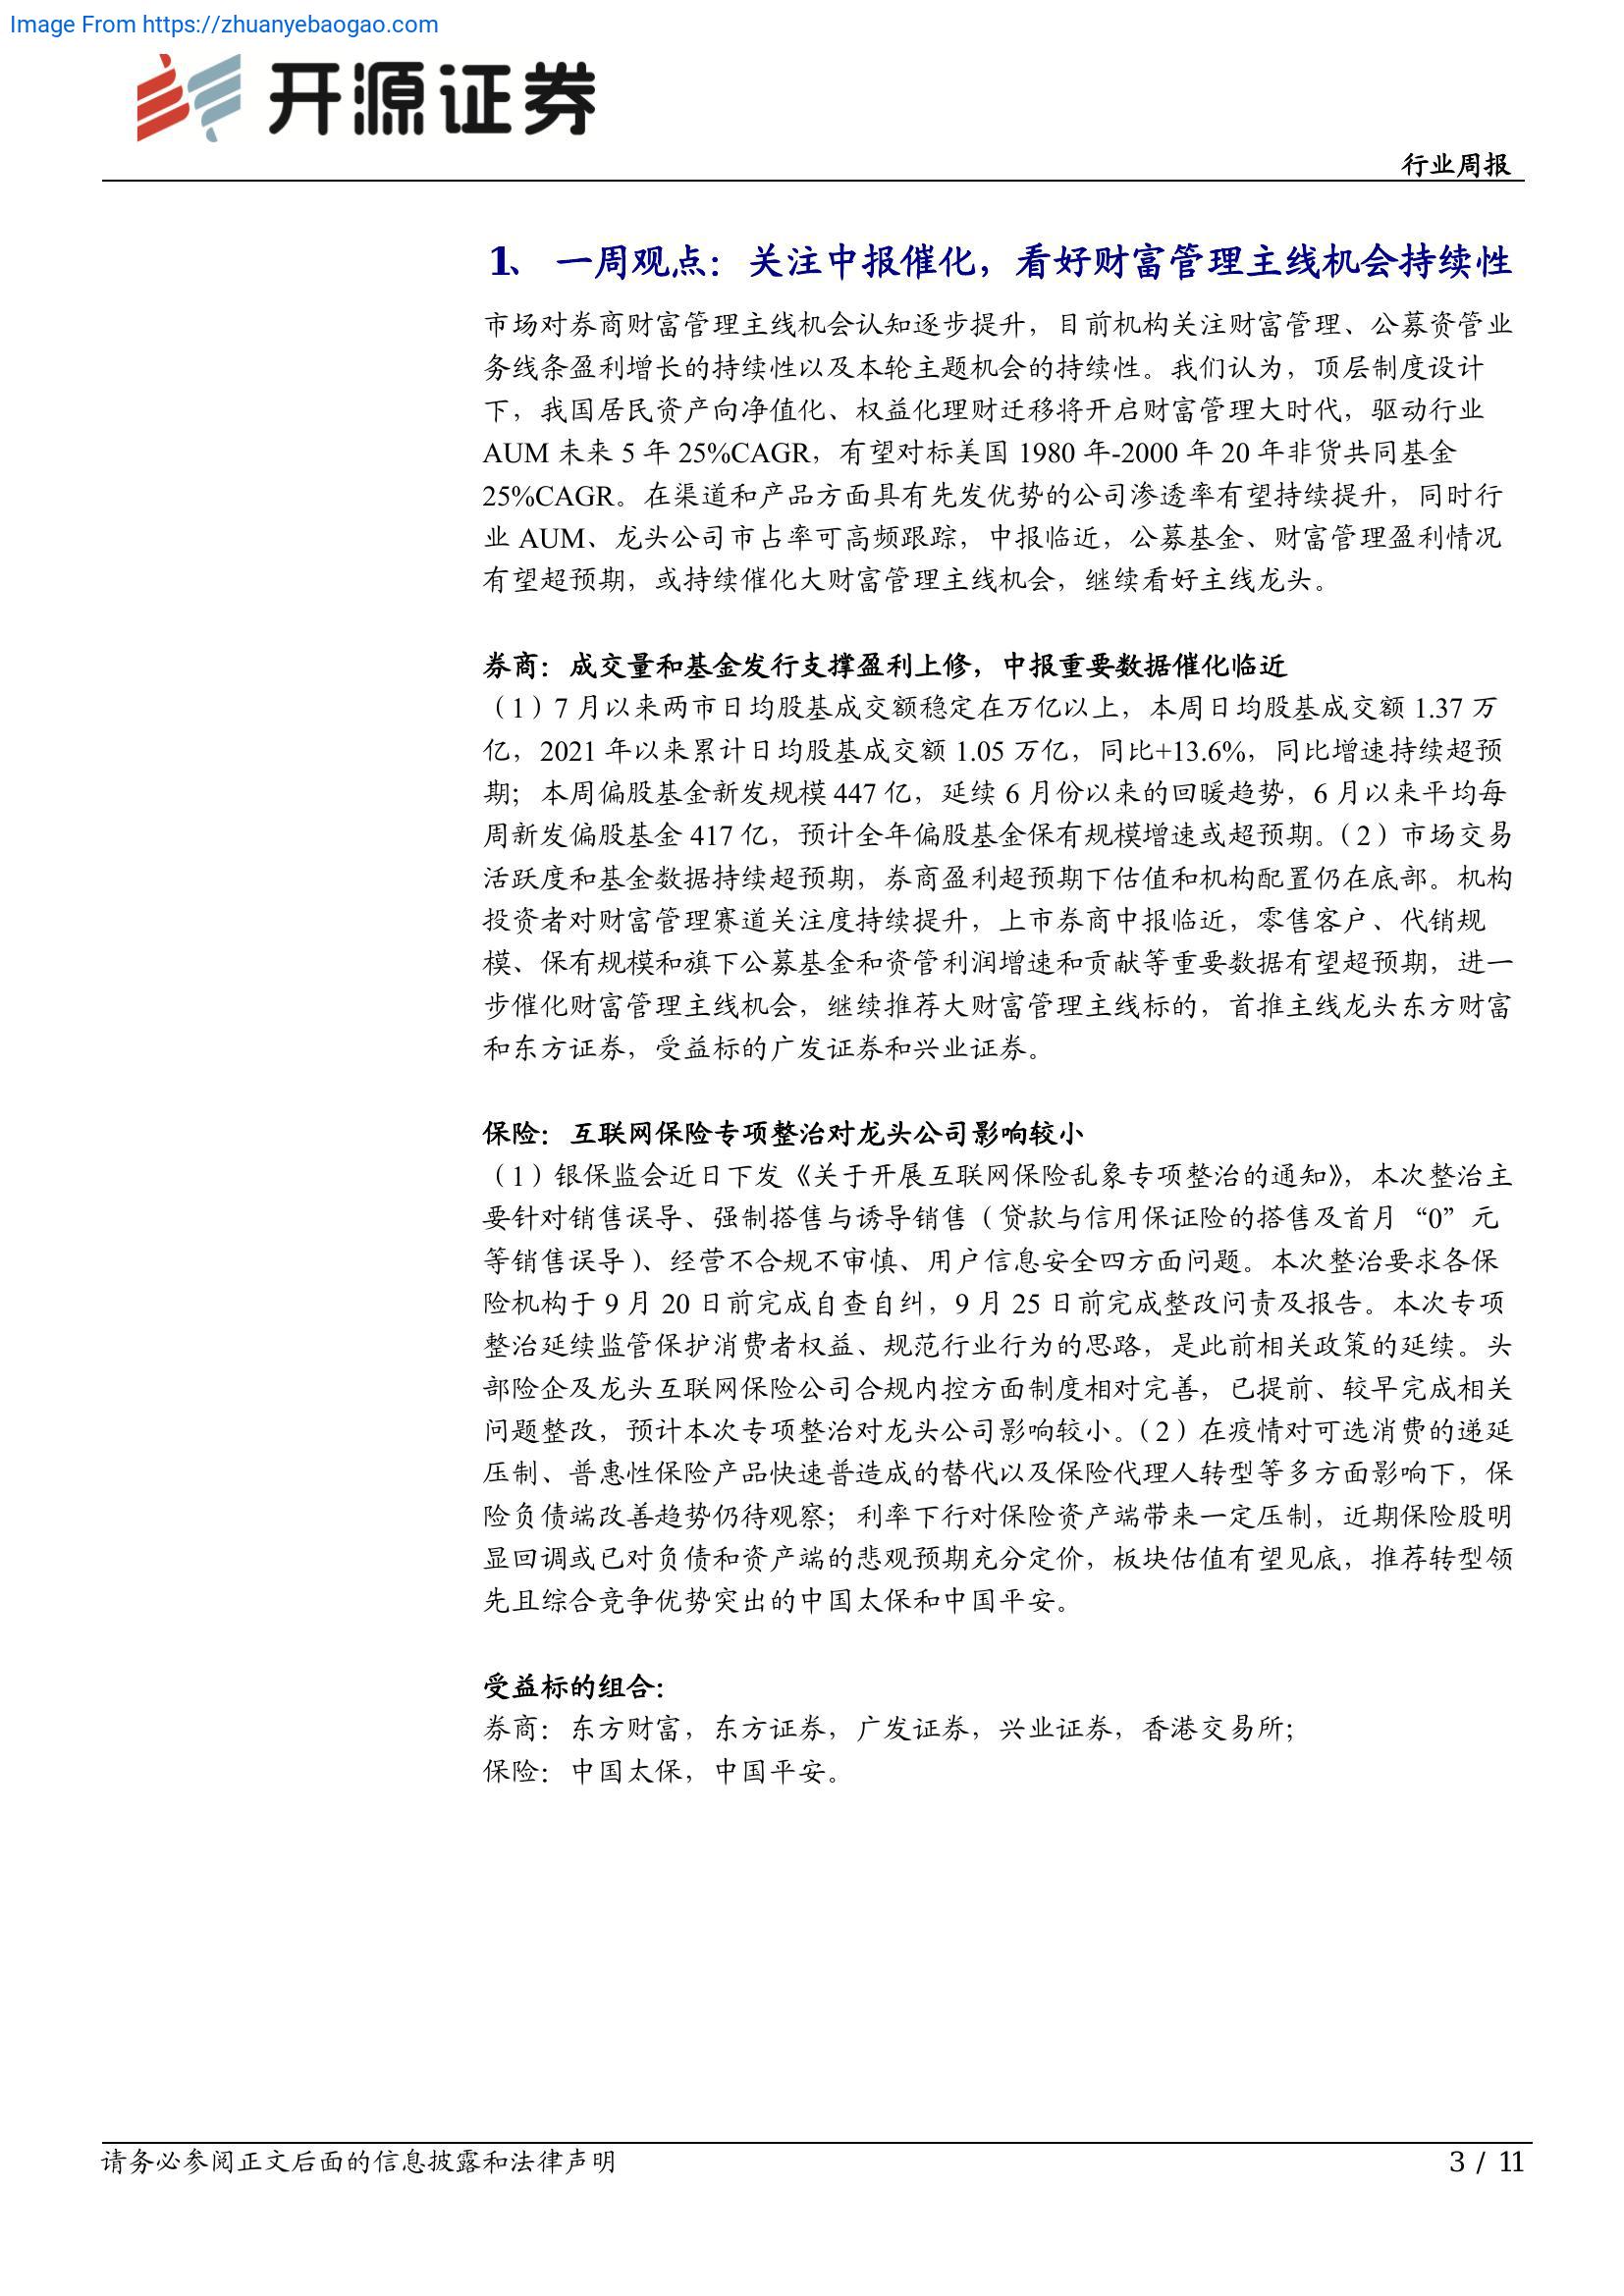 Image From https://zhuanyebaogao.com
开源证券
行业周报
1、 一周观点：关注中报催化，看好财富管理主线机会持续性
市场对券商财富管理主线机会认知逐步提升，目前机构关注财富管理、公募资管业
务线条盈利增长的持续性以及本轮主题机会的持续性。我们认为，顶层制度设计
下，我国居民资产向净值化、权益化理财迁移将开启财富管理大时代，驱动行业
AUM 未来 5 年 25%CAGR，有望对标美国 1980 年-2000 年 20 年非货共同基金
25%CAGR。在渠道和产品方面具有先发优势的公司渗透率有望持续提升，同时行
业 AUM、龙头公司市占率可高频跟踪，中报临近，公募基金、财富管理盈利情况
有望超预期，或持续催化大财富管理主线机会，继续看好主线龙头。
券商：成交量和基金发行支撑盈利上修，中报重要数据催化临近
（1）7 月以来两市日均股基成交额稳定在万亿以上，本周日均股基成交额 1.37 万
亿，2021 年以来累计日均股基成交额 1.05 万亿，同比+13.6%，同比增速持续超预
期；本周偏股基金新发规模 447 亿，延续 6 月份以来的回暖趋势，6 月以来平均每
周新发偏股基金 417 亿，预计全年偏股基金保有规模增速或超预期。（2）市场交易
活跃度和基金数据持续超预期，券商盈利超预期下估值和机构配置仍在底部。机构
投资者对财富管理赛道关注度持续提升，上市券商中报临近，零售客户、代销规
模、保有规模和旗下公募基金和资管利润增速和贡献等重要数据有望超预期，进一
步催化财富管理主线机会，继续推荐大财富管理主线标的，首推主线龙头东方财富
和东方证券，受益标的广发证券和兴业证券。
保险：互联网保险专项整治对龙头公司影响较小
（1）银保监会近日下发《关于开展互联网保险乱象专项整治的通知》，本次整治主
要针对销售误导、强制搭售与诱导销售（贷款与信用保证险的搭售及首月“0”元
等销售误导）、经营不合规不审慎、用户信息安全四方面问题。本次整治要求各保
险机构于 9 月 20 日前完成自查自纠，9 月 25 日前完成整改问责及报告。本次专项
整治延续监管保护消费者权益、规范行业行为的思路，是此前相关政策的延续。头
部险企及龙头互联网保险公司合规内控方面制度相对完善，已提前、较早完成相关
问题整改，预计本次专项整治对龙头公司影响较小。（2）在疫情对可选消费的递延
压制、普惠性保险产品快速普造成的替代以及保险代理人转型等多方面影响下，保
险负债端改善趋势仍待观察；利率下行对保险资产端带来一定压制，近期保险股明
显回调或已对负债和资产端的悲观预期充分定价，板块估值有望见底，推荐转型领
先且综合竞争优势突出的中国太保和中国平安。
受益标的组合：
券商：东方财富，东方证券，广发证券，兴业证券，香港交易所；
保险：中国太保，中国平安。
请务必参阅正文后面的信息披露和法律声明
3 / 11